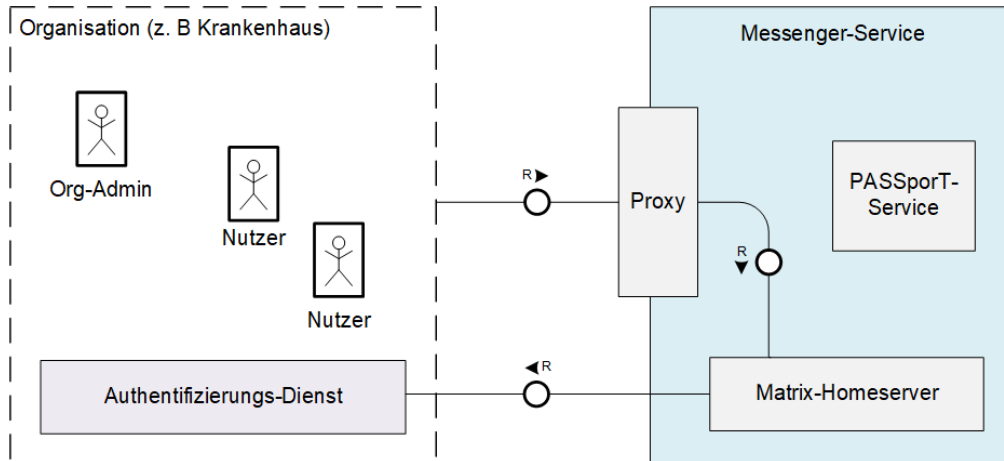 Organisation (z. B Krankenhaus)
Messenger-Service
Org-Admin
Nutzer
Nutzer
R
Proxy
R
PASSporT-
Service
R
Authentifizierungs-Dienst
Matrix-Homeserver